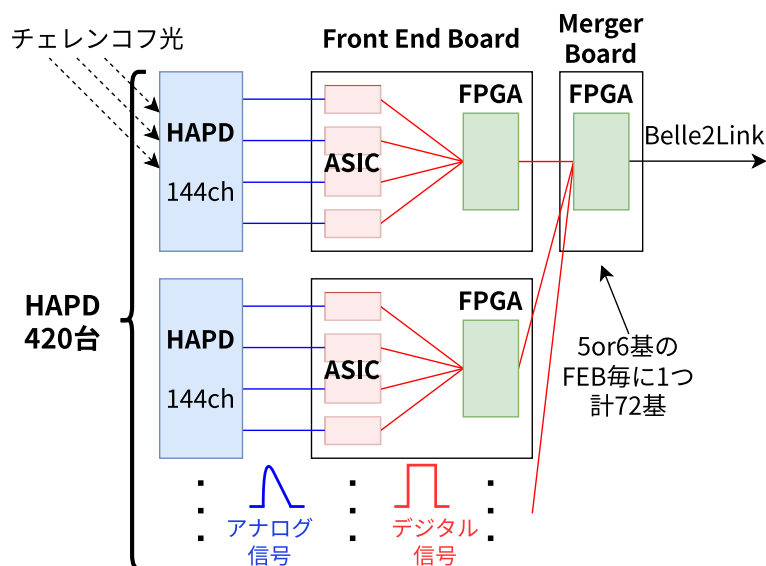 チェレンコフ光
Front End Board
Merger
Board
HAPD
144ch
ASIC
FPGA
FPGA
Belle2Link
HAPD
420台
HAPD
144ch
ASIC
FPGA
5or6基の
FEB毎に1つ
計72基
アナログ
信号
デジタル
信号